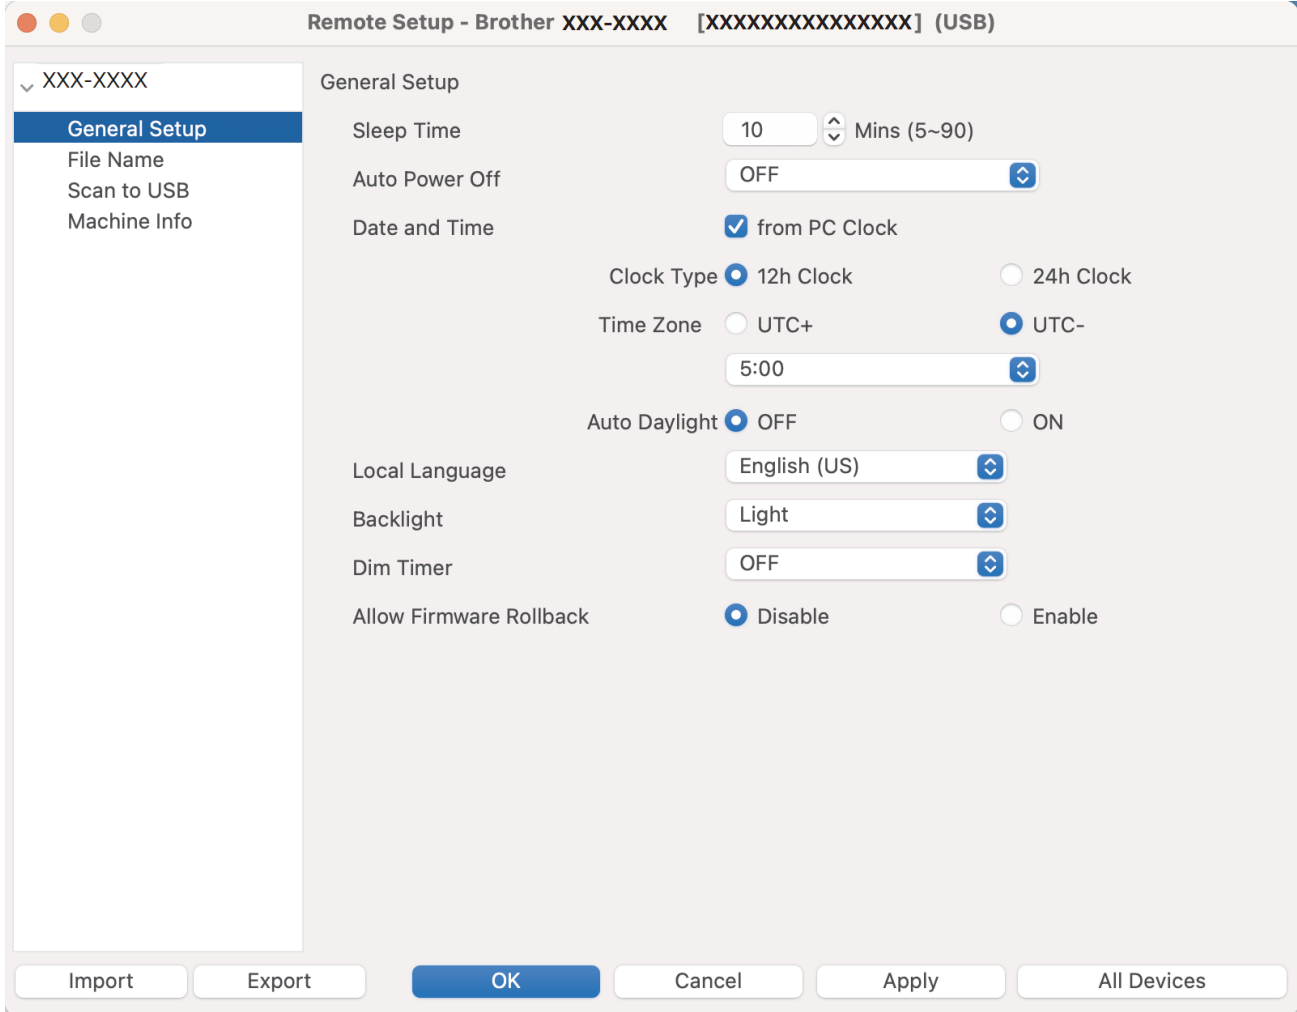 Remote Setup - Brother XXX-XXXX [XXXXXXXXXXXXXXX] (USB)
XXX-XXXX
General Setup
File Name
Scan to USB
Machine Info
General Setup
Sleep Time 10 Mins (5~90)
Auto Power Off OFF
Date and Time from PC Clock
Clock Type 12h Clock 24h Clock
Time Zone UTC+ UTC-
5:00
Auto Daylight OFF ON
Local Language English (US)
Backlight Light
Dim Timer OFF
Allow Firmware Rollback Disable Enable
Import Export OK Cancel Apply All Devices